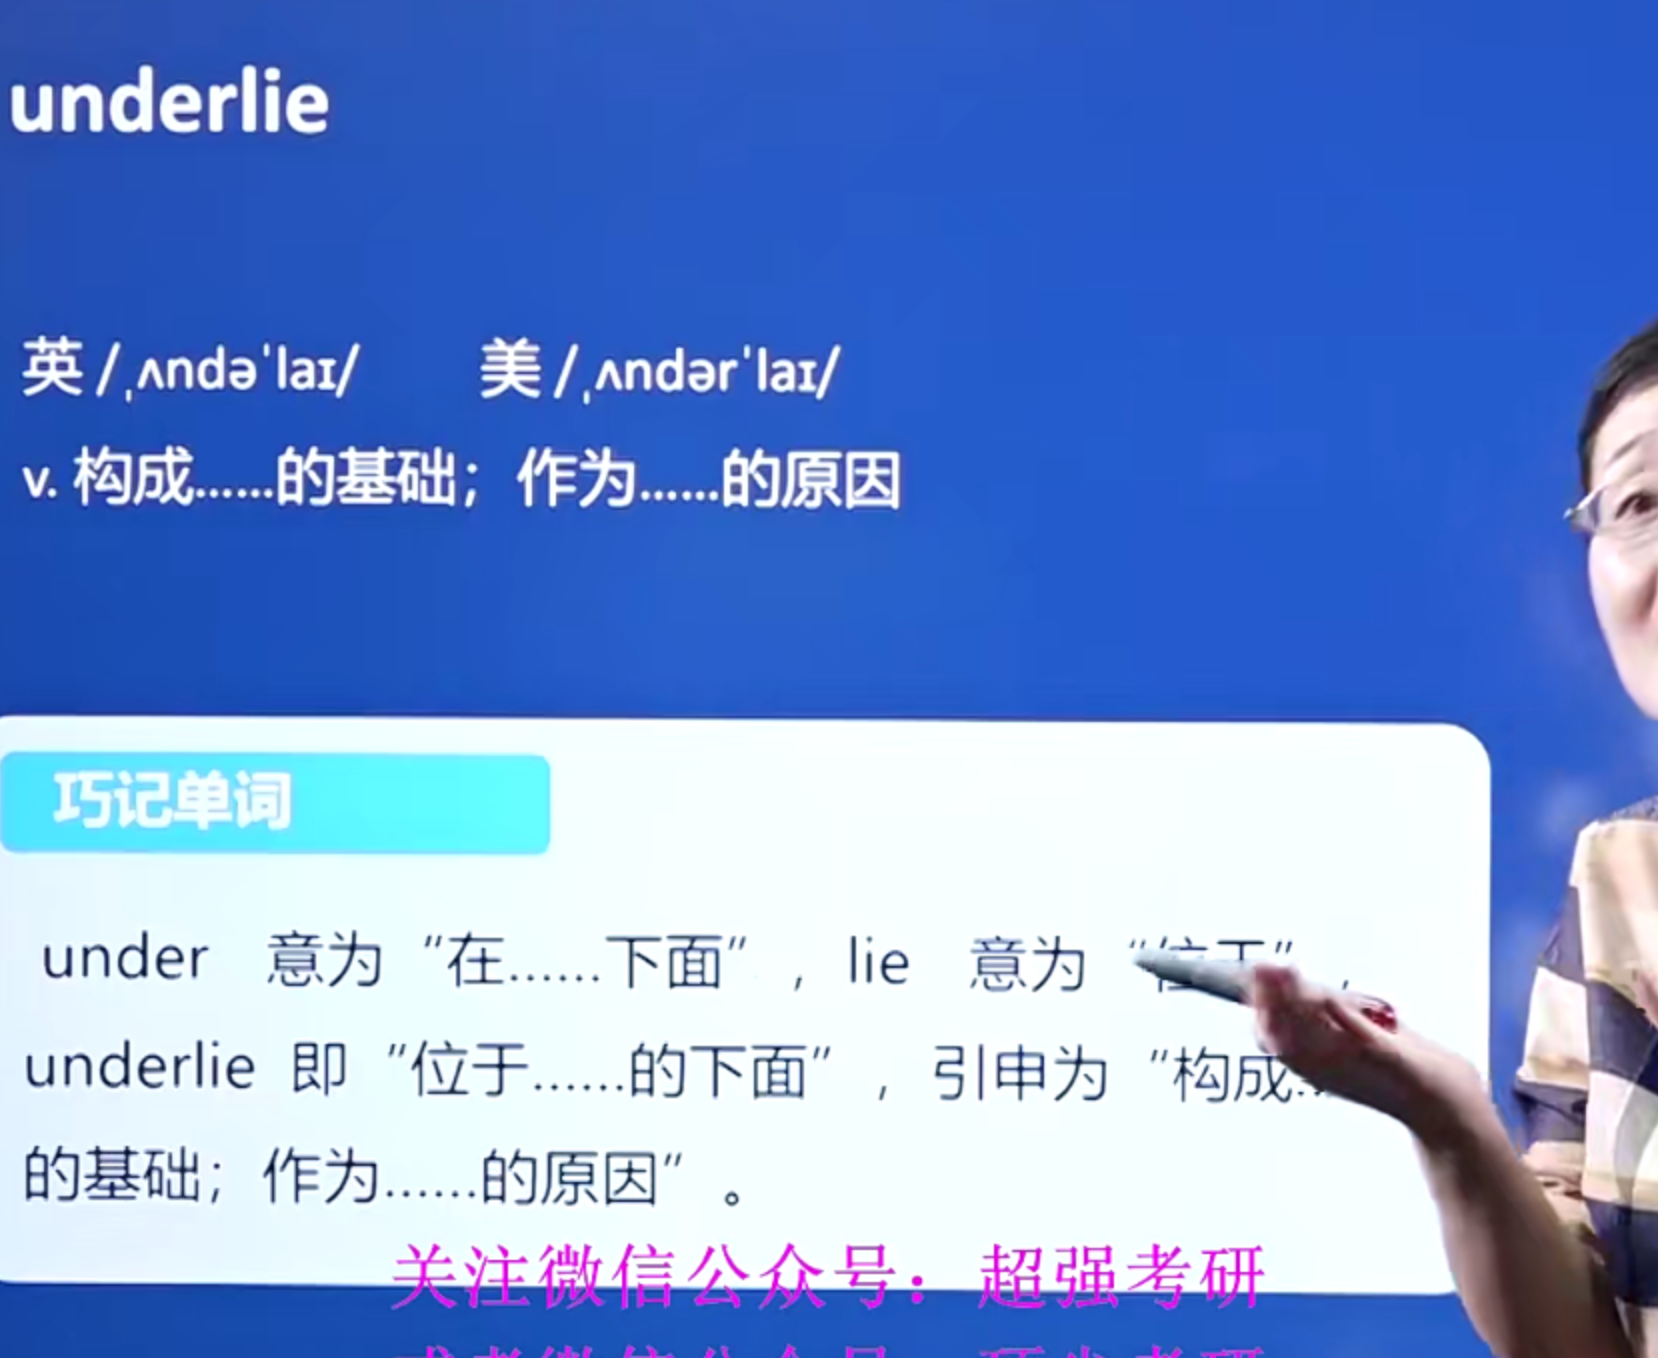 underlie
英 /ˌʌndəˈlaɪ/ 美 /ˌʌndərˈlaɪ/
v. 构成……的基础；作为……的原因
巧记单词
under 意为“在……下面”，lie 意为“位于”，
underlie 即“位于……的下面”，引申为“构成……
的基础；作为……的原因”。
关注微信公众号：超强考研